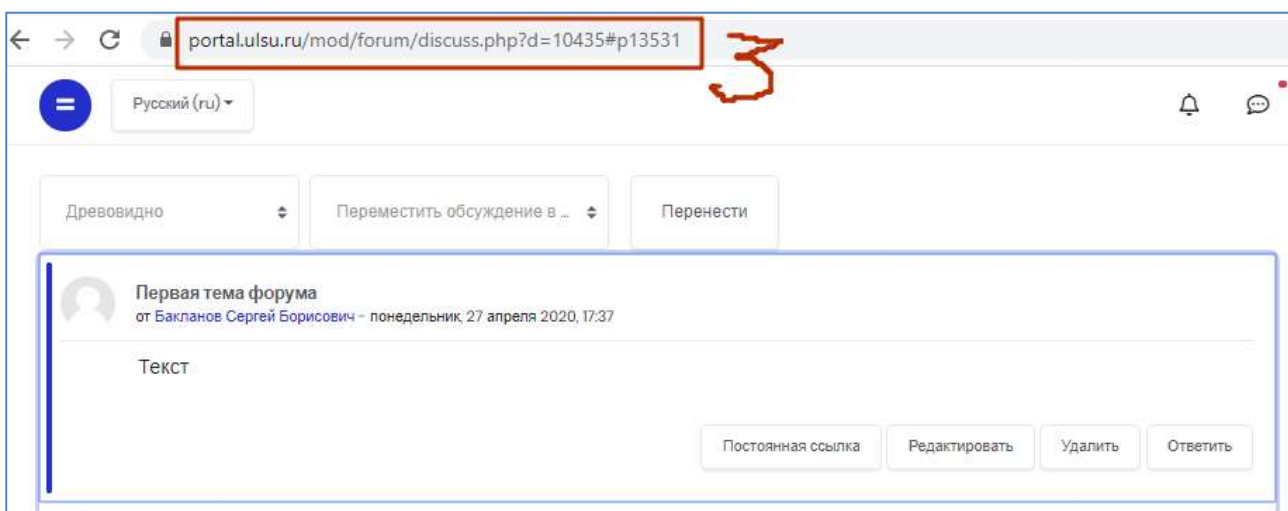 portal.ulsu.ru/mod/forum/discuss.php?d=10435#p13531
3
Русский (ru)
Древовидно Переместить обсуждение в ... Перенести
Первая тема форума
от Бакланов Сергей Борисович - понедельник, 27 апреля 2020, 17:37
Текст
Постоянная ссылка Редактировать Удалить Ответить